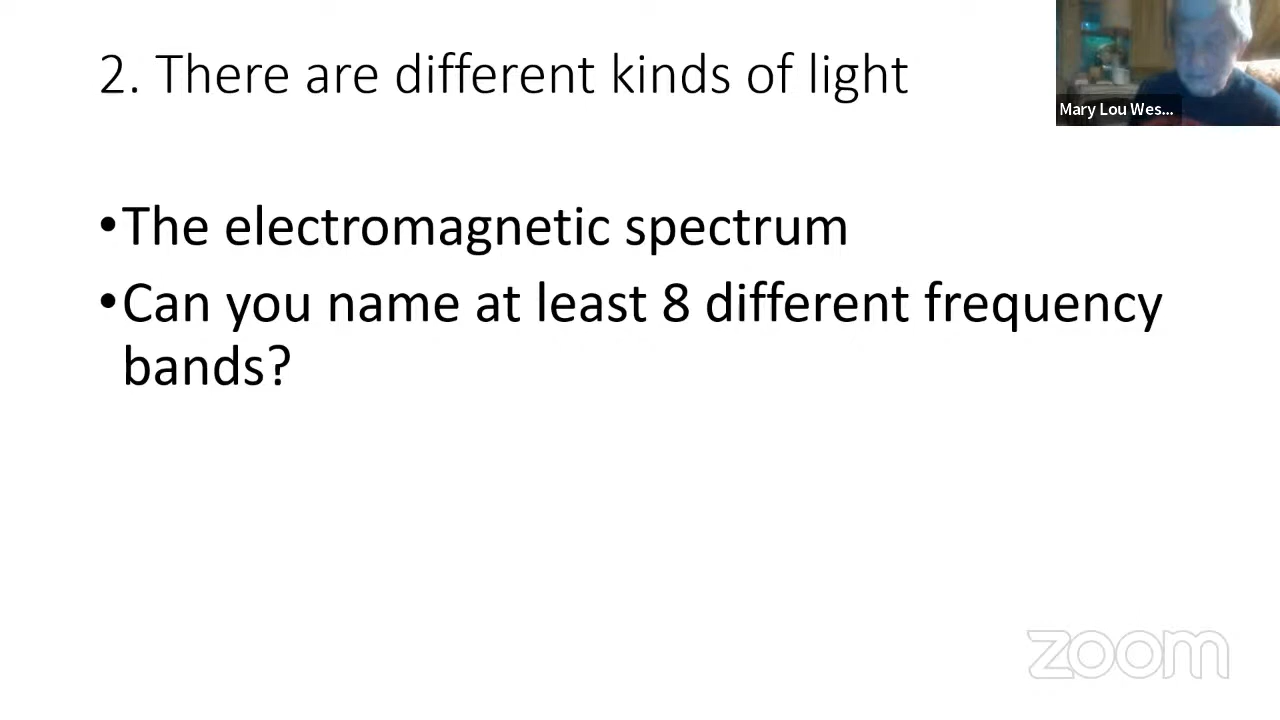 2. There are different kinds of light
Mary Lou Wes...
•The electromagnetic spectrum
•Can you name at least 8 different frequency
bands?
zoom